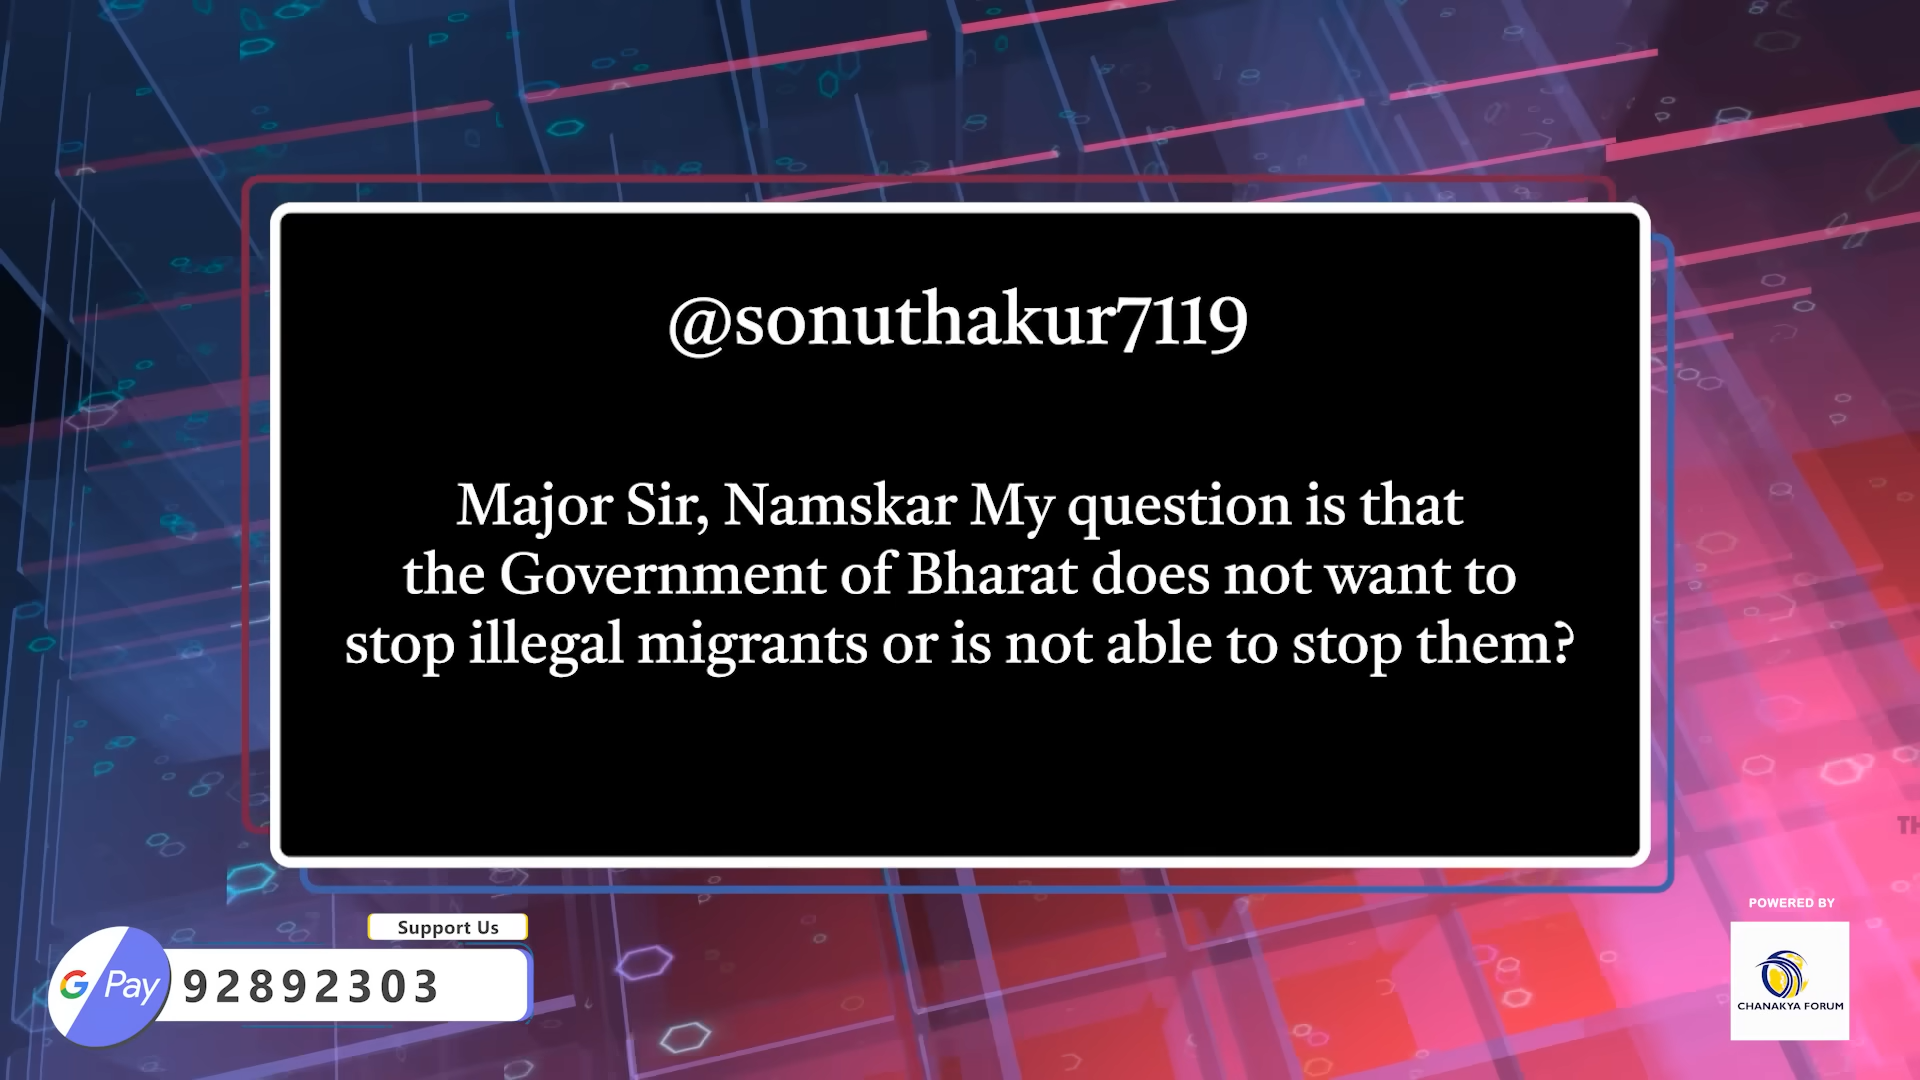 @sonuthakur7119
Major Sir, Namskar My question is that
the Government of Bharat does not want to
stop illegal migrants or is not able to stop them?
Support Us
G Pay
92892303
POWERED BY
CHANAKYA FORUM